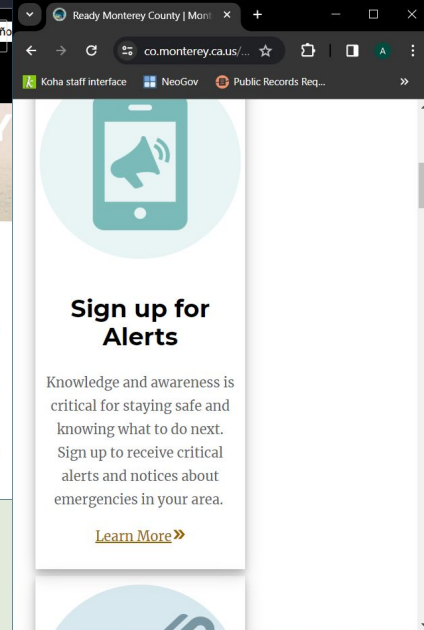 ño
Ready Monterey County | Mont
co.monterey.ca.us/...
A
Koha staff interface NeoGov Public Records Req...
Sign up for
Alerts
Knowledge and awareness is
critical for staying safe and
knowing what to do next.
Sign up to receive critical
alerts and notices about
emergencies in your area.
Learn More